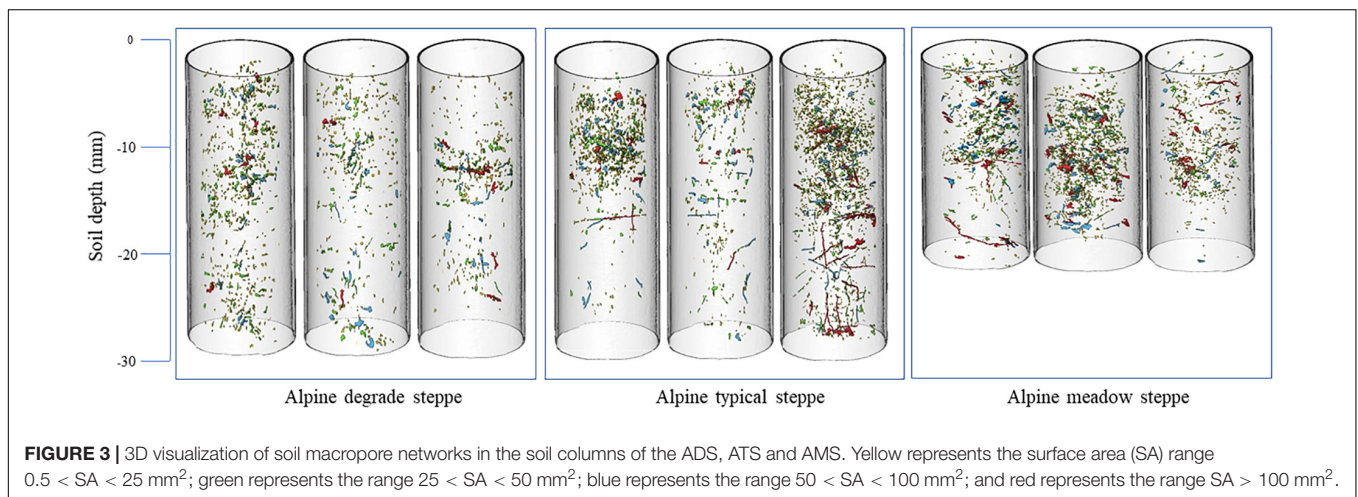 0
-10
-20
-30
Soil depth (mm)
Alpine degrade steppe
Alpine typical steppe
Alpine meadow steppe
FIGURE 3 | 3D visualization of soil macropore networks in the soil columns of the ADS, ATS and AMS. Yellow represents the surface area (SA) range
0.5 < SA < 25 mm²; green represents the range 25 < SA < 50 mm²; blue represents the range 50 < SA < 100 mm²; and red represents the range SA > 100 mm².